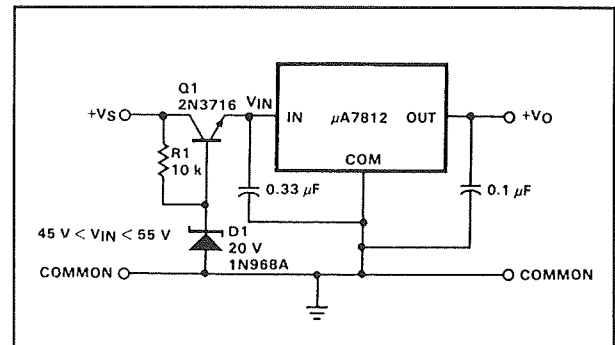 Q1
2N3716
VIN
+VS
IN
μA7812
OUT
+VO
R1
10 k
COM
0.33 μF
0.1 μF
45 V < VIN < 55 V
D1
20 V
1N968A
COMMON
COMMON